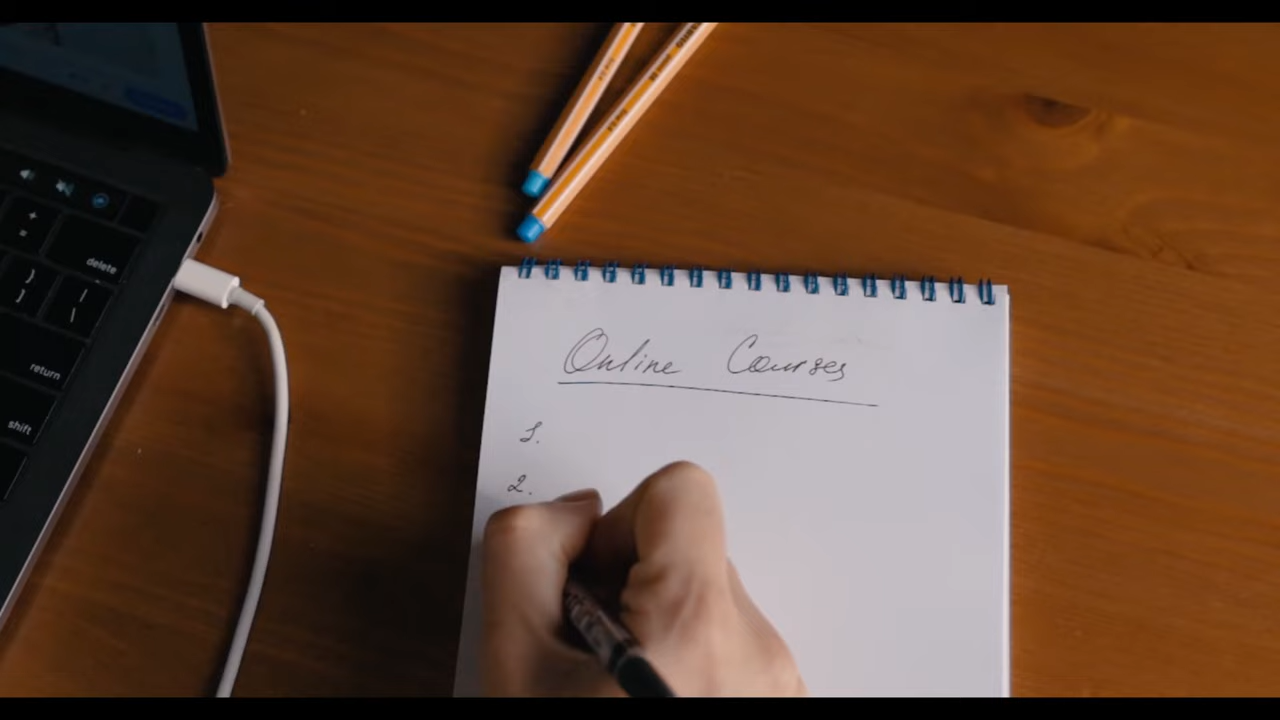 +
=
delete
}
]
|
\
return
shift
Online Courses
1.
2.